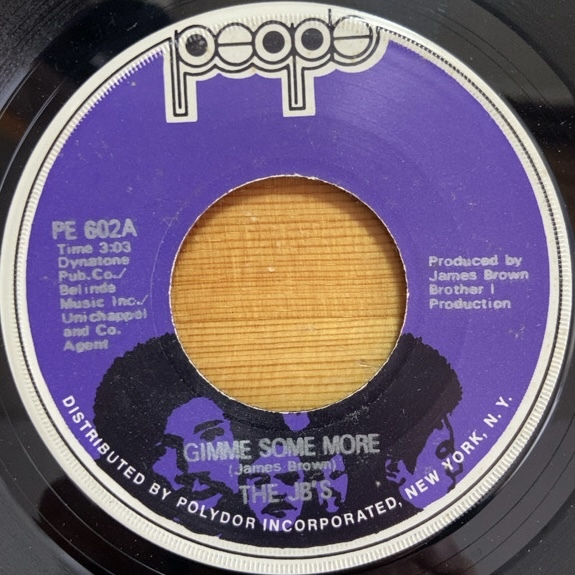 people
PE 602A
Time 3:03
Dynatone
Pub.Co./
Belinda
Music Inc./
Unichappel
and Co.
Agent
Produced by
James Brown
Brother I
Production
GIMME SOME MORE
(James Brown)
THE JB'S
DISTRIBUTED BY POLYDOR INCORPORATED, NEW YORK, N. Y.